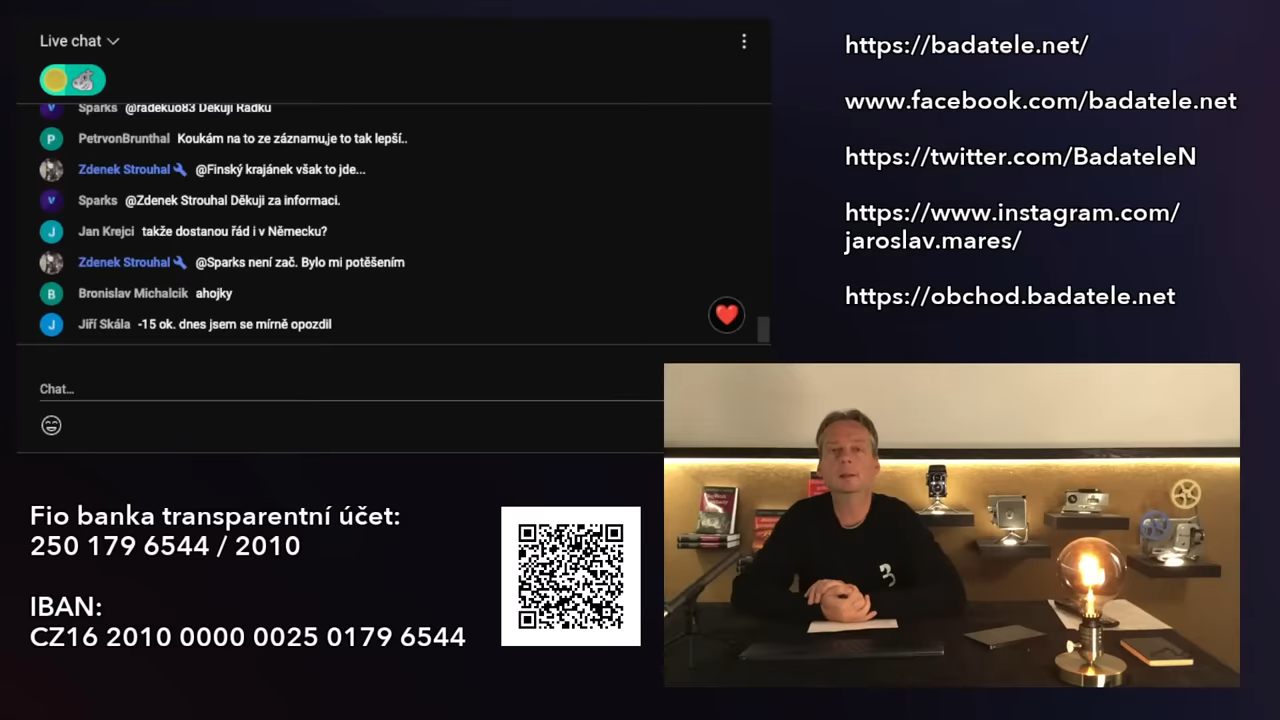 Live chat
Sparks @radekuo83 Děkuji Radku
PetrvonBrunthal Koukám na to ze záznamu,je to tak lepší..
Zdenek Strouhal @Finský krajánek však to jde...
Sparks @Zdenek Strouhal Děkuji za informaci.
Jan Krejci takže dostanou řád i v Německu?
Zdenek Strouhal @Sparks není zač. Bylo mi potěšením
Bronislav Michalcik ahojky
Jiří Skála -15 ok. dnes jsem se mírně opozdil
Chat...
https://badatele.net/
www.facebook.com/badatele.net
https://twitter.com/BadateleN
https://www.instagram.com/
jaroslav.mares/
https://obchod.badatele.net
Fio banka transparentní účet:
250 179 6544 / 2010
IBAN:
CZ16 2010 0000 0025 0179 6544